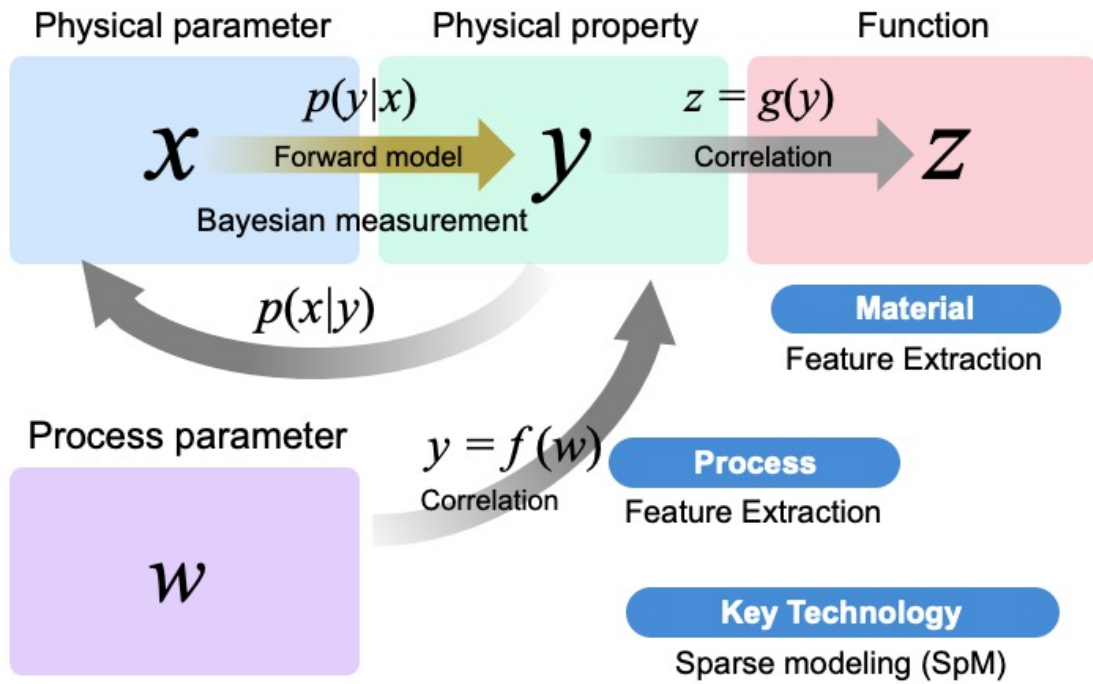 Physical parameter
Physical property
Function
p(y|x)
z = g(y)
x
Forward model
y
Correlation
z
Bayesian measurement
p(x|y)
Material
Feature Extraction
Process parameter
y = f(w)
Correlation
Process
Feature Extraction
w
Key Technology
Sparse modeling (SpM)